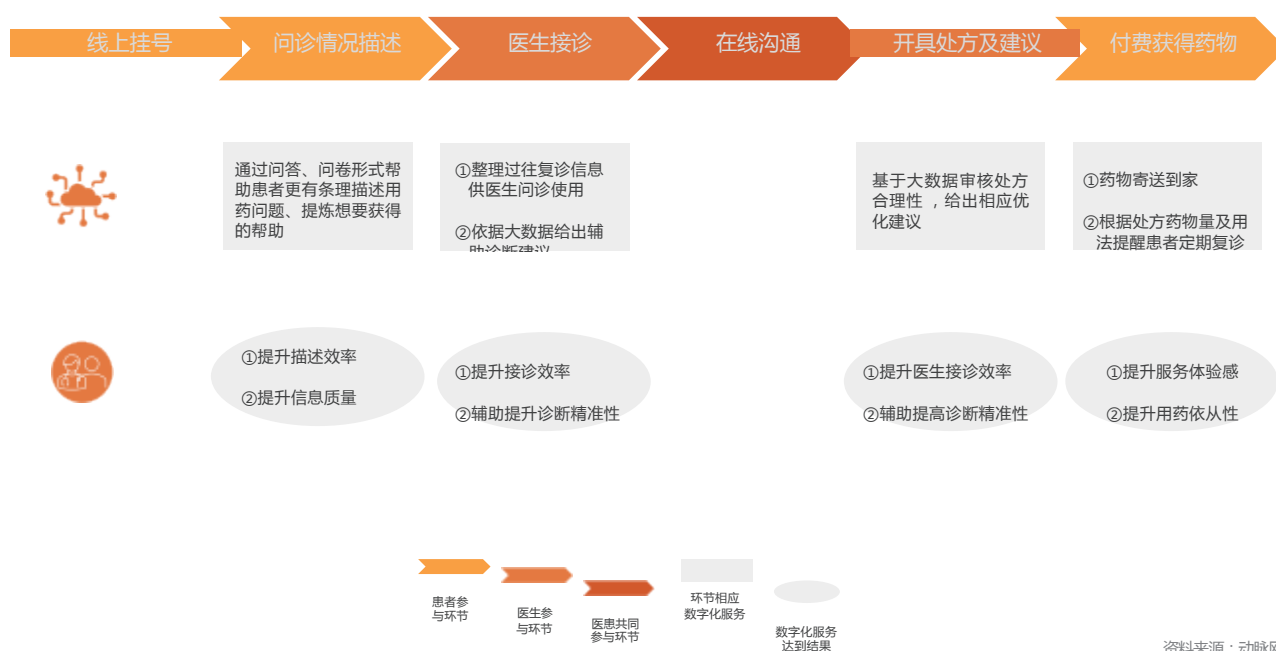 线上挂号
问诊情况描述
医生接诊
在线沟通
开具处方及建议
付费获得药物
通过问答、问卷形式帮
助患者更有条理描述用
药问题、提炼想要获得
的帮助
①整理过往复诊信息
供医生问诊使用
②依据大数据给出辅
助诊断建议
基于大数据审核处方
合理性，给出相应优
化建议
①药物寄送到家
②根据处方药物量及用
法提醒患者定期复诊
①提升描述效率
②提升信息质量
①提升接诊效率
②辅助提升诊断精准性
①提升医生接诊效率
②辅助提高诊断精准性
①提升服务体验感
②提升用药依从性
患者参
与环节
医生参
与环节
医患共同
参与环节
环节相应
数字化服务
数字化服务
达到结果
资料来源：动脉网